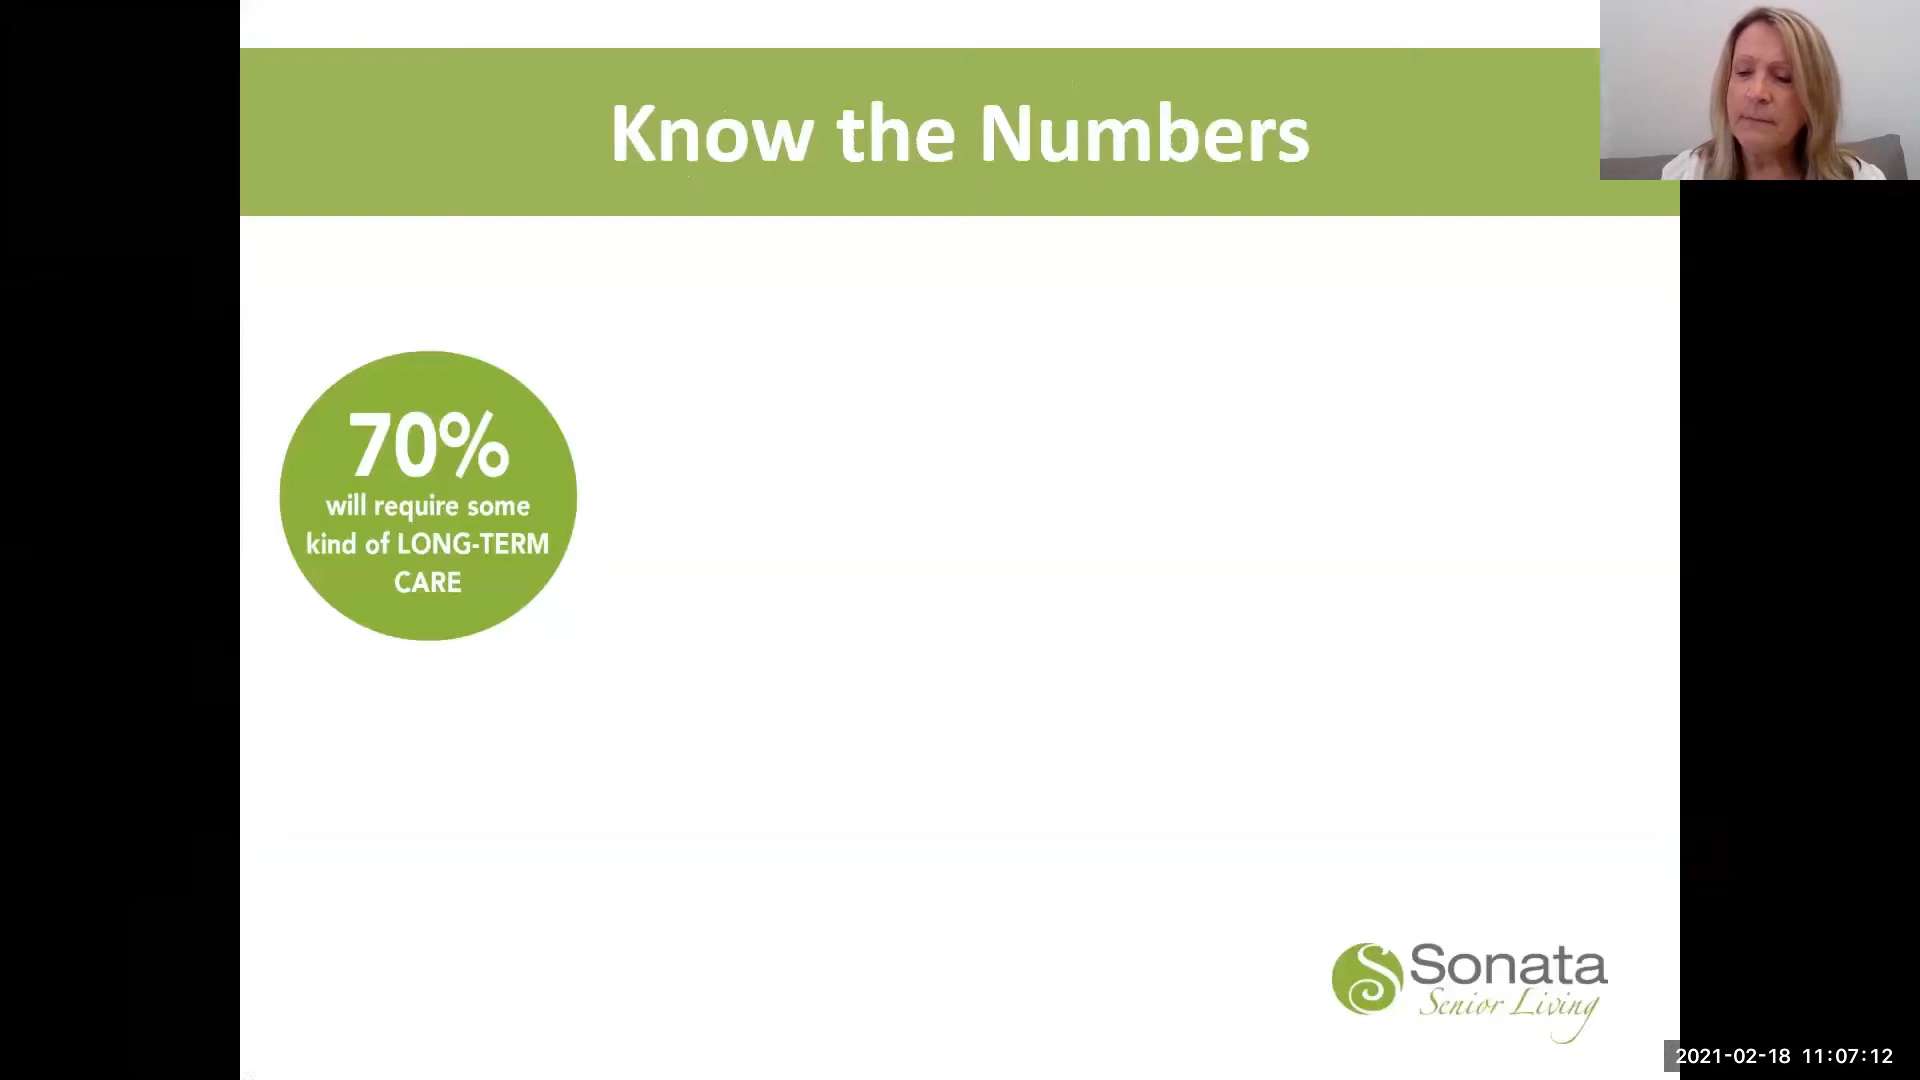 Know the Numbers
70%
will require some
kind of LONG-TERM
CARE
Sonata
Senior Living
2021-02-18 11:07:12